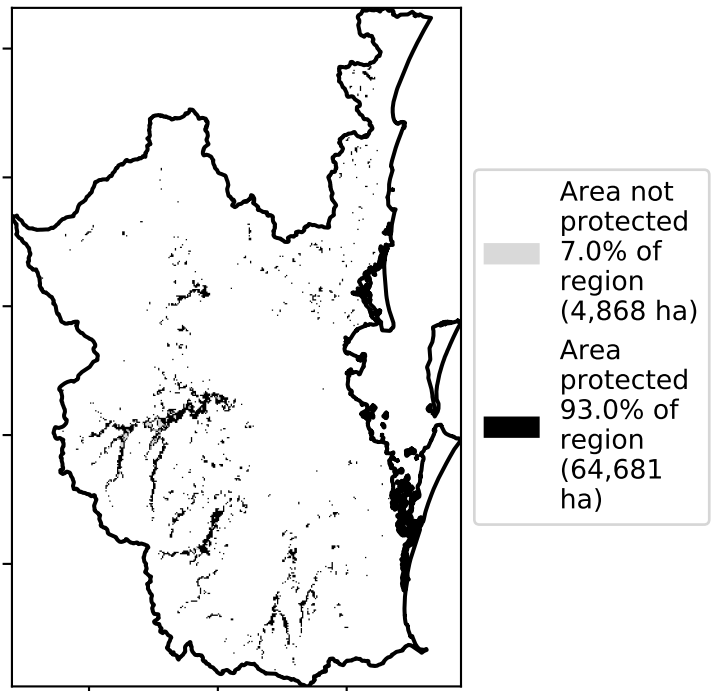 Area not
protected
7.0% of
region
(4,868 ha)
Area
protected
93.0% of
region
(64,681
ha)